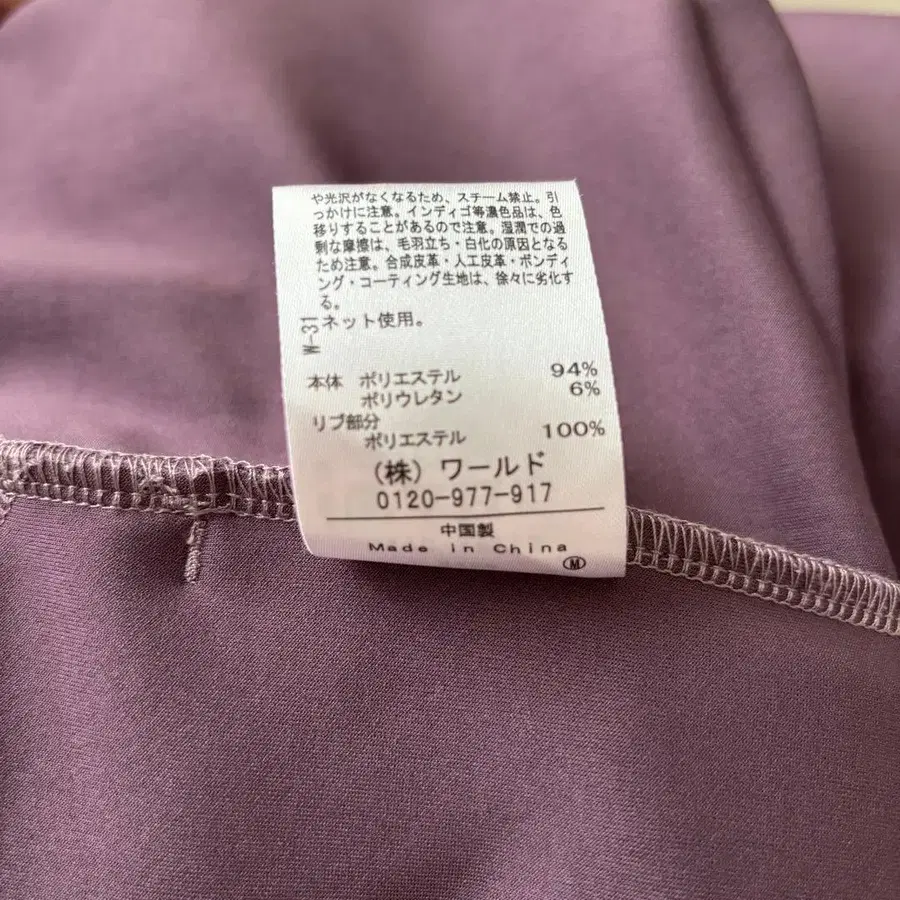 や光沢がなくなるため、スチーム禁止。引
っかけに注意。インディゴ等濃色品は、色
移りすることがあるので注意。湿潤での過
剰な摩擦は、毛羽立ち・白化の原因となる
ため注意。合成皮革・人工皮革・ボンディ
ング・コーティング生地は、徐々に劣化す
る。
W-31
ネット使用。
本体 ポリエステル 94%
ポリウレタン 6%
リブ部分
ポリエステル 100%
(株) ワールド
0120-977-917
中国製
Made in China
M